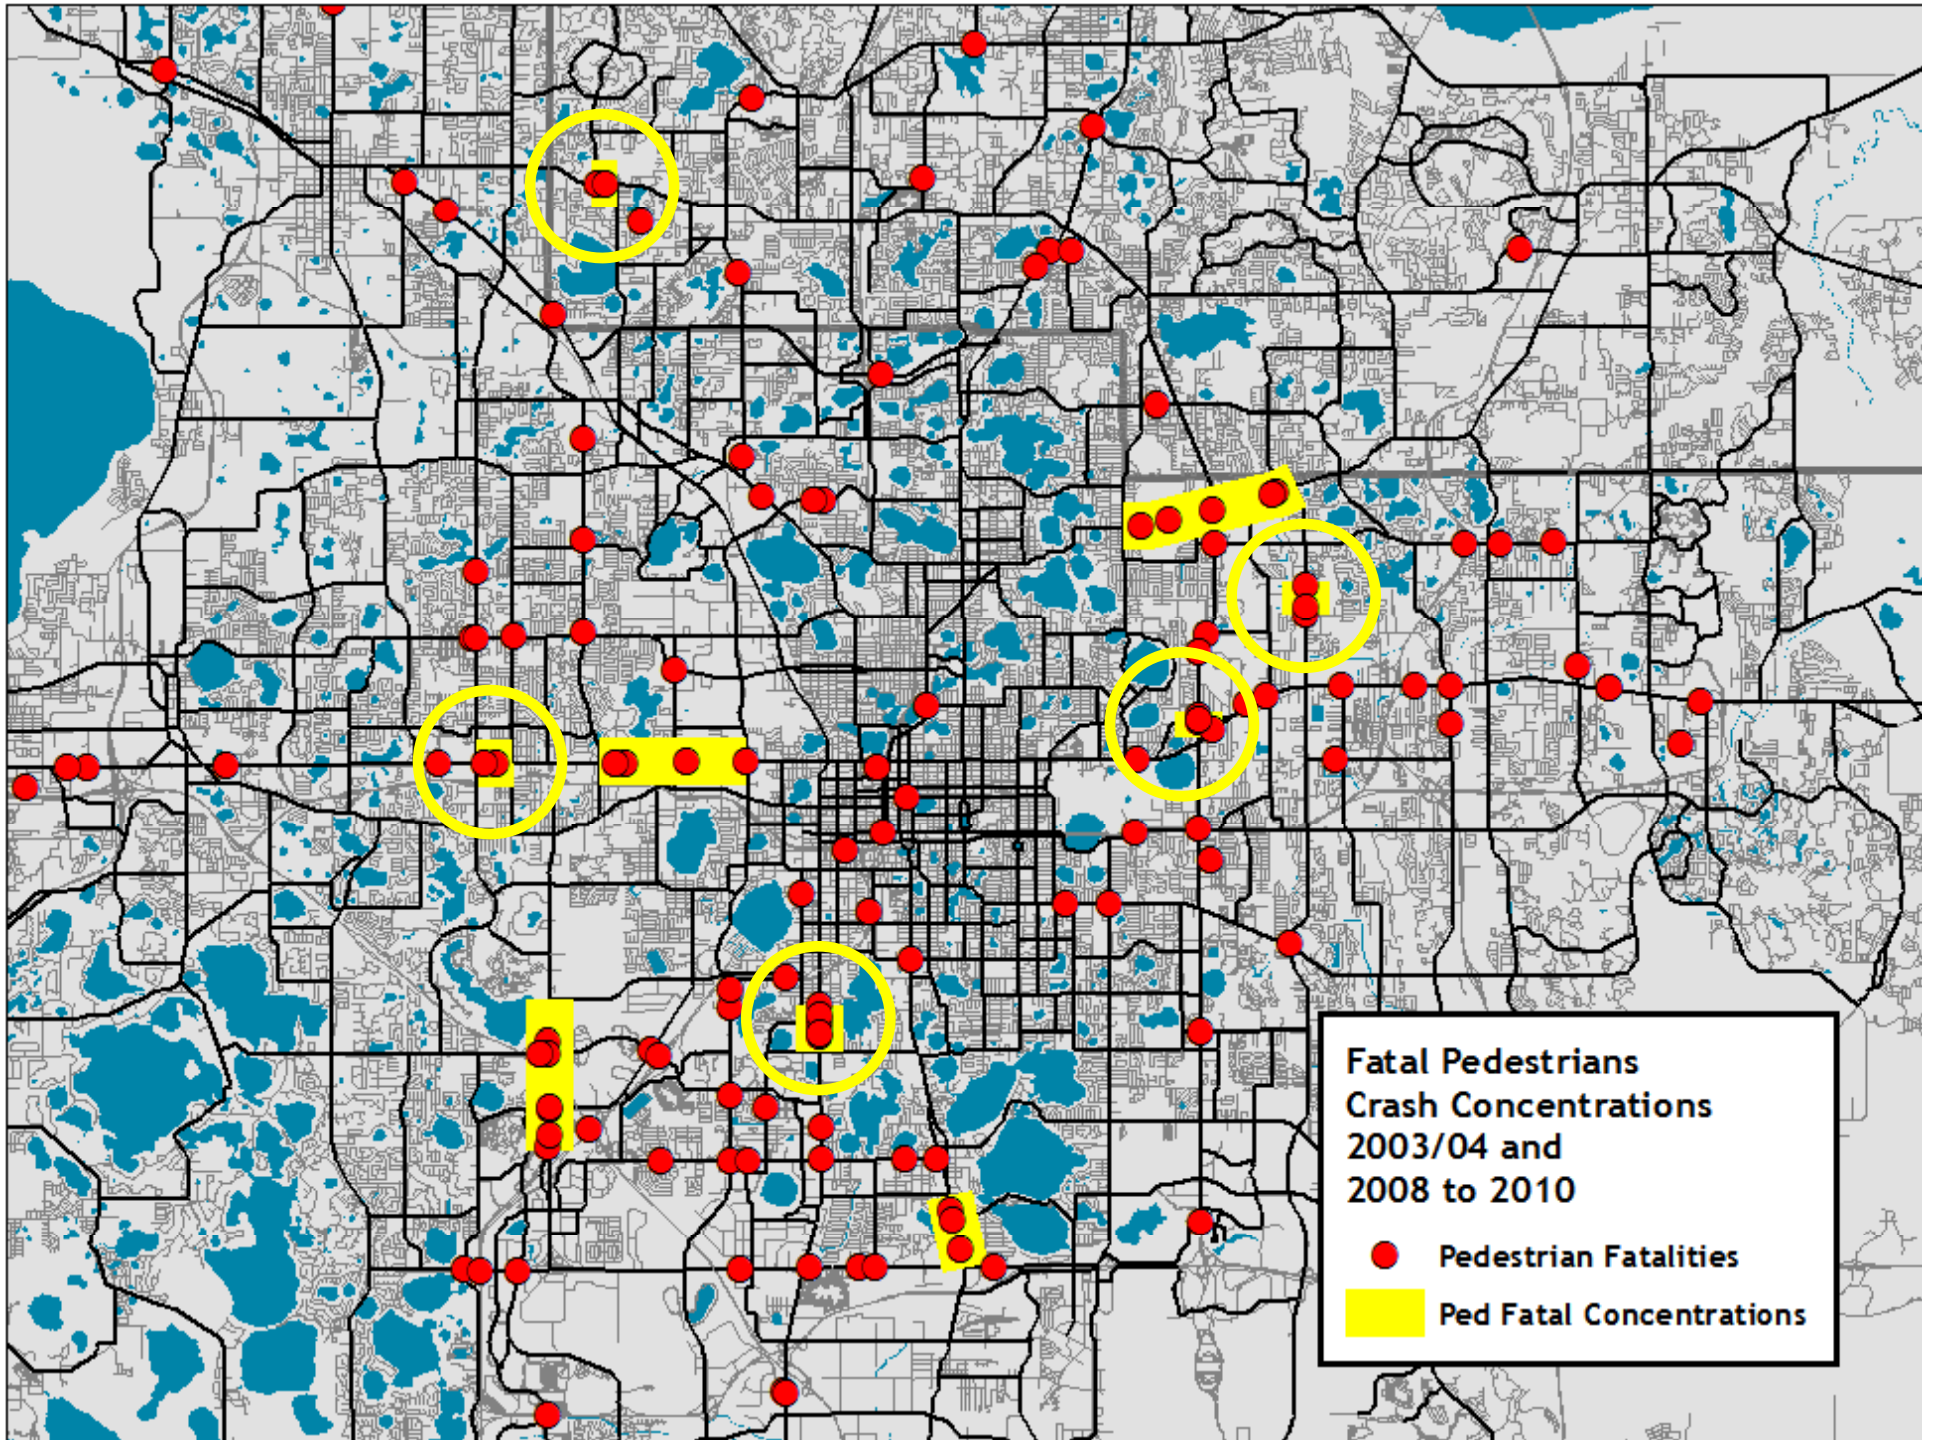 Fatal Pedestrians
Crash Concentrations
2003/04 and
2008 to 2010
Pedestrian Fatalities
Ped Fatal Concentrations